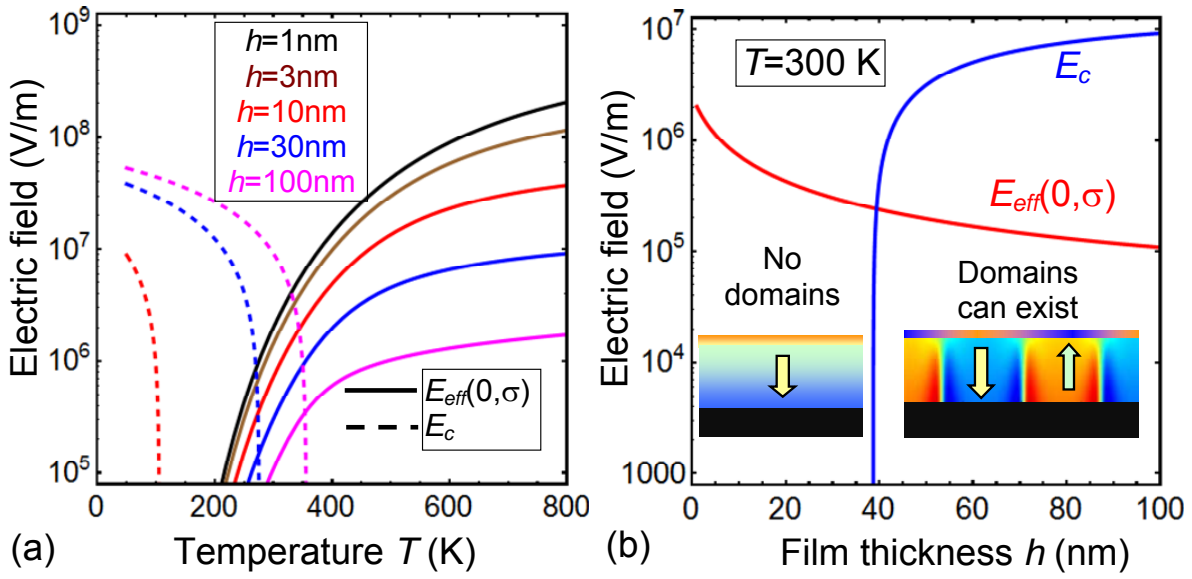 10⁹
10⁸
10⁷
10⁶
10⁵
Electric field (V/m)
h=1nm
h=3nm
h=10nm
h=30nm
h=100nm
E_eff(0,σ)
E_c
0
200
400
600
800
(a)
Temperature T (K)
10⁷
10⁶
10⁵
10⁴
1000
Electric field (V/m)
T=300 K
E_c
E_eff(0,σ)
No
domains
Domains
can exist
0
20
40
60
80
100
(b)
Film thickness h (nm)